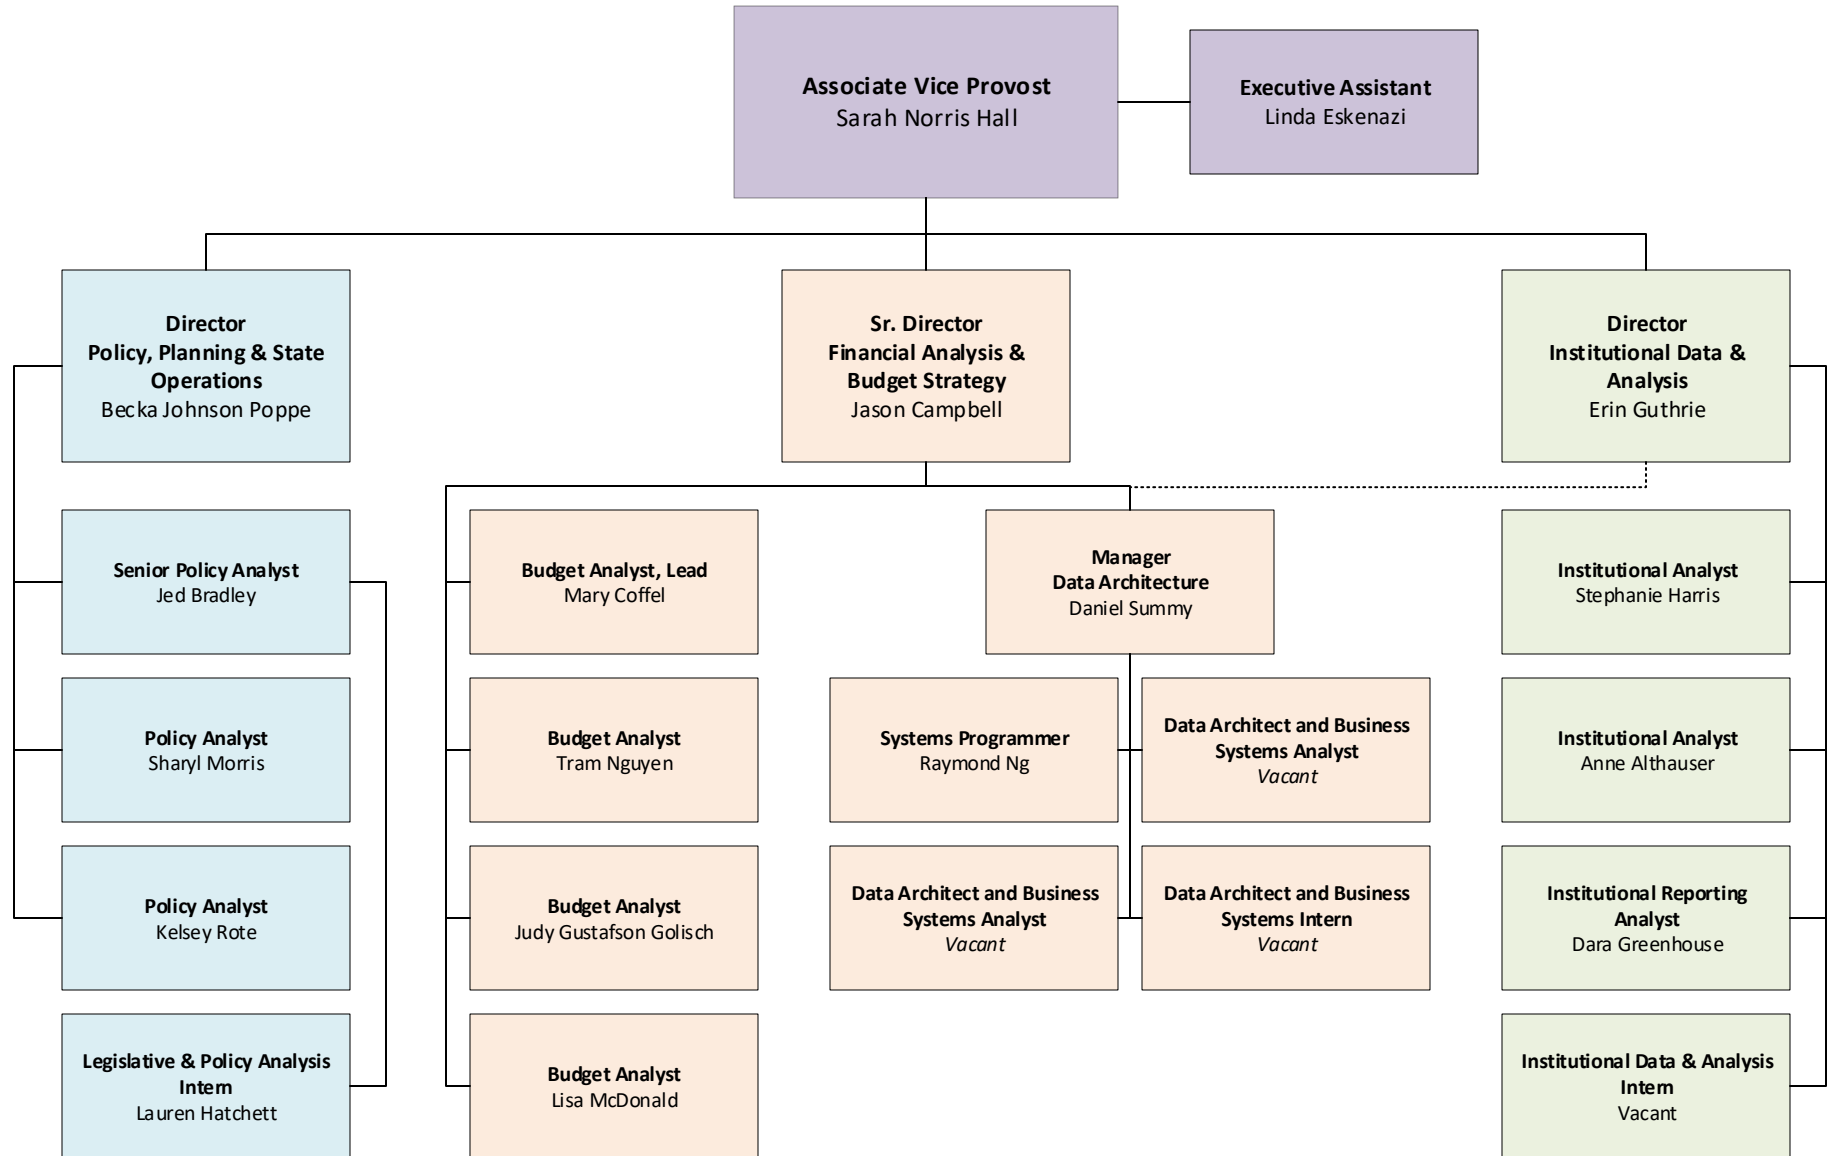 Associate Vice Provost
Sarah Norris Hall
Executive Assistant
Linda Eskenazi
Director
Policy, Planning & State
Operations
Becka Johnson Poppe
Sr. Director
Financial Analysis &
Budget Strategy
Jason Campbell
Director
Institutional Data &
Analysis
Erin Guthrie
Senior Policy Analyst
Jed Bradley
Policy Analyst
Sharyl Morris
Policy Analyst
Kelsey Rote
Legislative & Policy Analysis
Intern
Lauren Hatchett
Budget Analyst, Lead
Mary Coffel
Budget Analyst
Tram Nguyen
Budget Analyst
Judy Gustafson Golisch
Budget Analyst
Lisa McDonald
Manager
Data Architecture
Daniel Summy
Systems Programmer
Raymond Ng
Data Architect and Business
Systems Analyst
Vacant
Data Architect and Business
Systems Analyst
Vacant
Data Architect and Business
Systems Intern
Vacant
Institutional Analyst
Stephanie Harris
Institutional Analyst
Anne Althauser
Institutional Reporting
Analyst
Dara Greenhouse
Institutional Data & Analysis
Intern
Vacant